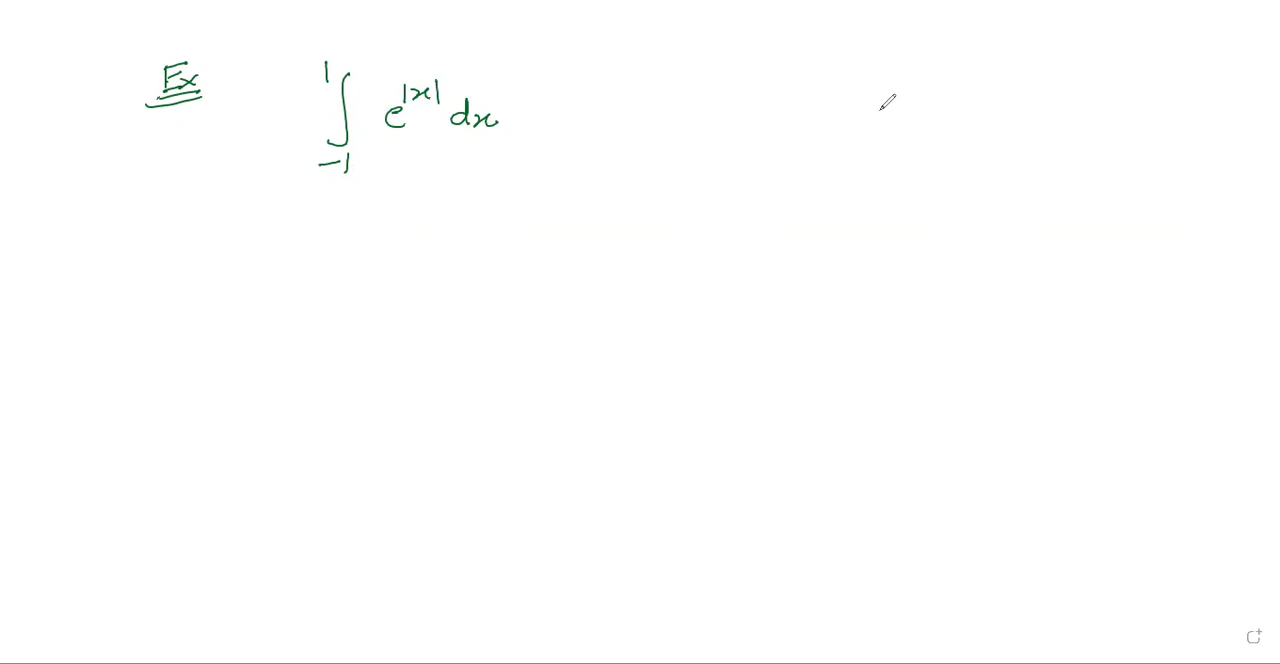 Ex ∫_{-1}^{1} e^{|x|} dx